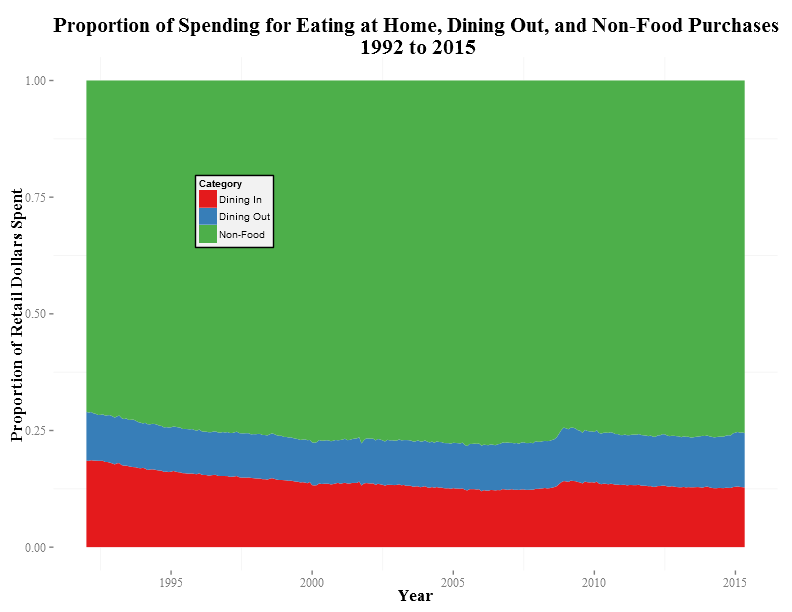 Proportion of Spending for Eating at Home, Dining Out, and Non-Food Purchases
1992 to 2015
Proportion of Retail Dollars Spent
1.00
0.75
0.50
0.25
0.00
Category
Dining In
Dining Out
Non-Food
1995
2000
2005
2010
2015
Year